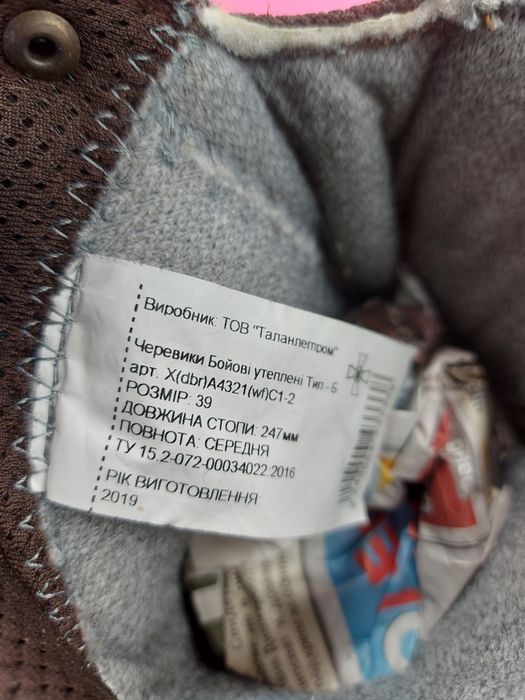 Виробник: ТОВ "Таланлегпром"
Черевики Бойові утеплені Тип - Б
арт. X(dbr)A4321(wf)C1-2
РОЗМІР: 39
ДОВЖИНА СТОПИ: 247мм
ПОВНОТА: СЕРЕДНЯ
ТУ 15.2-072-00034022:2016
РІК ВИГОТОВЛЕННЯ:
2019